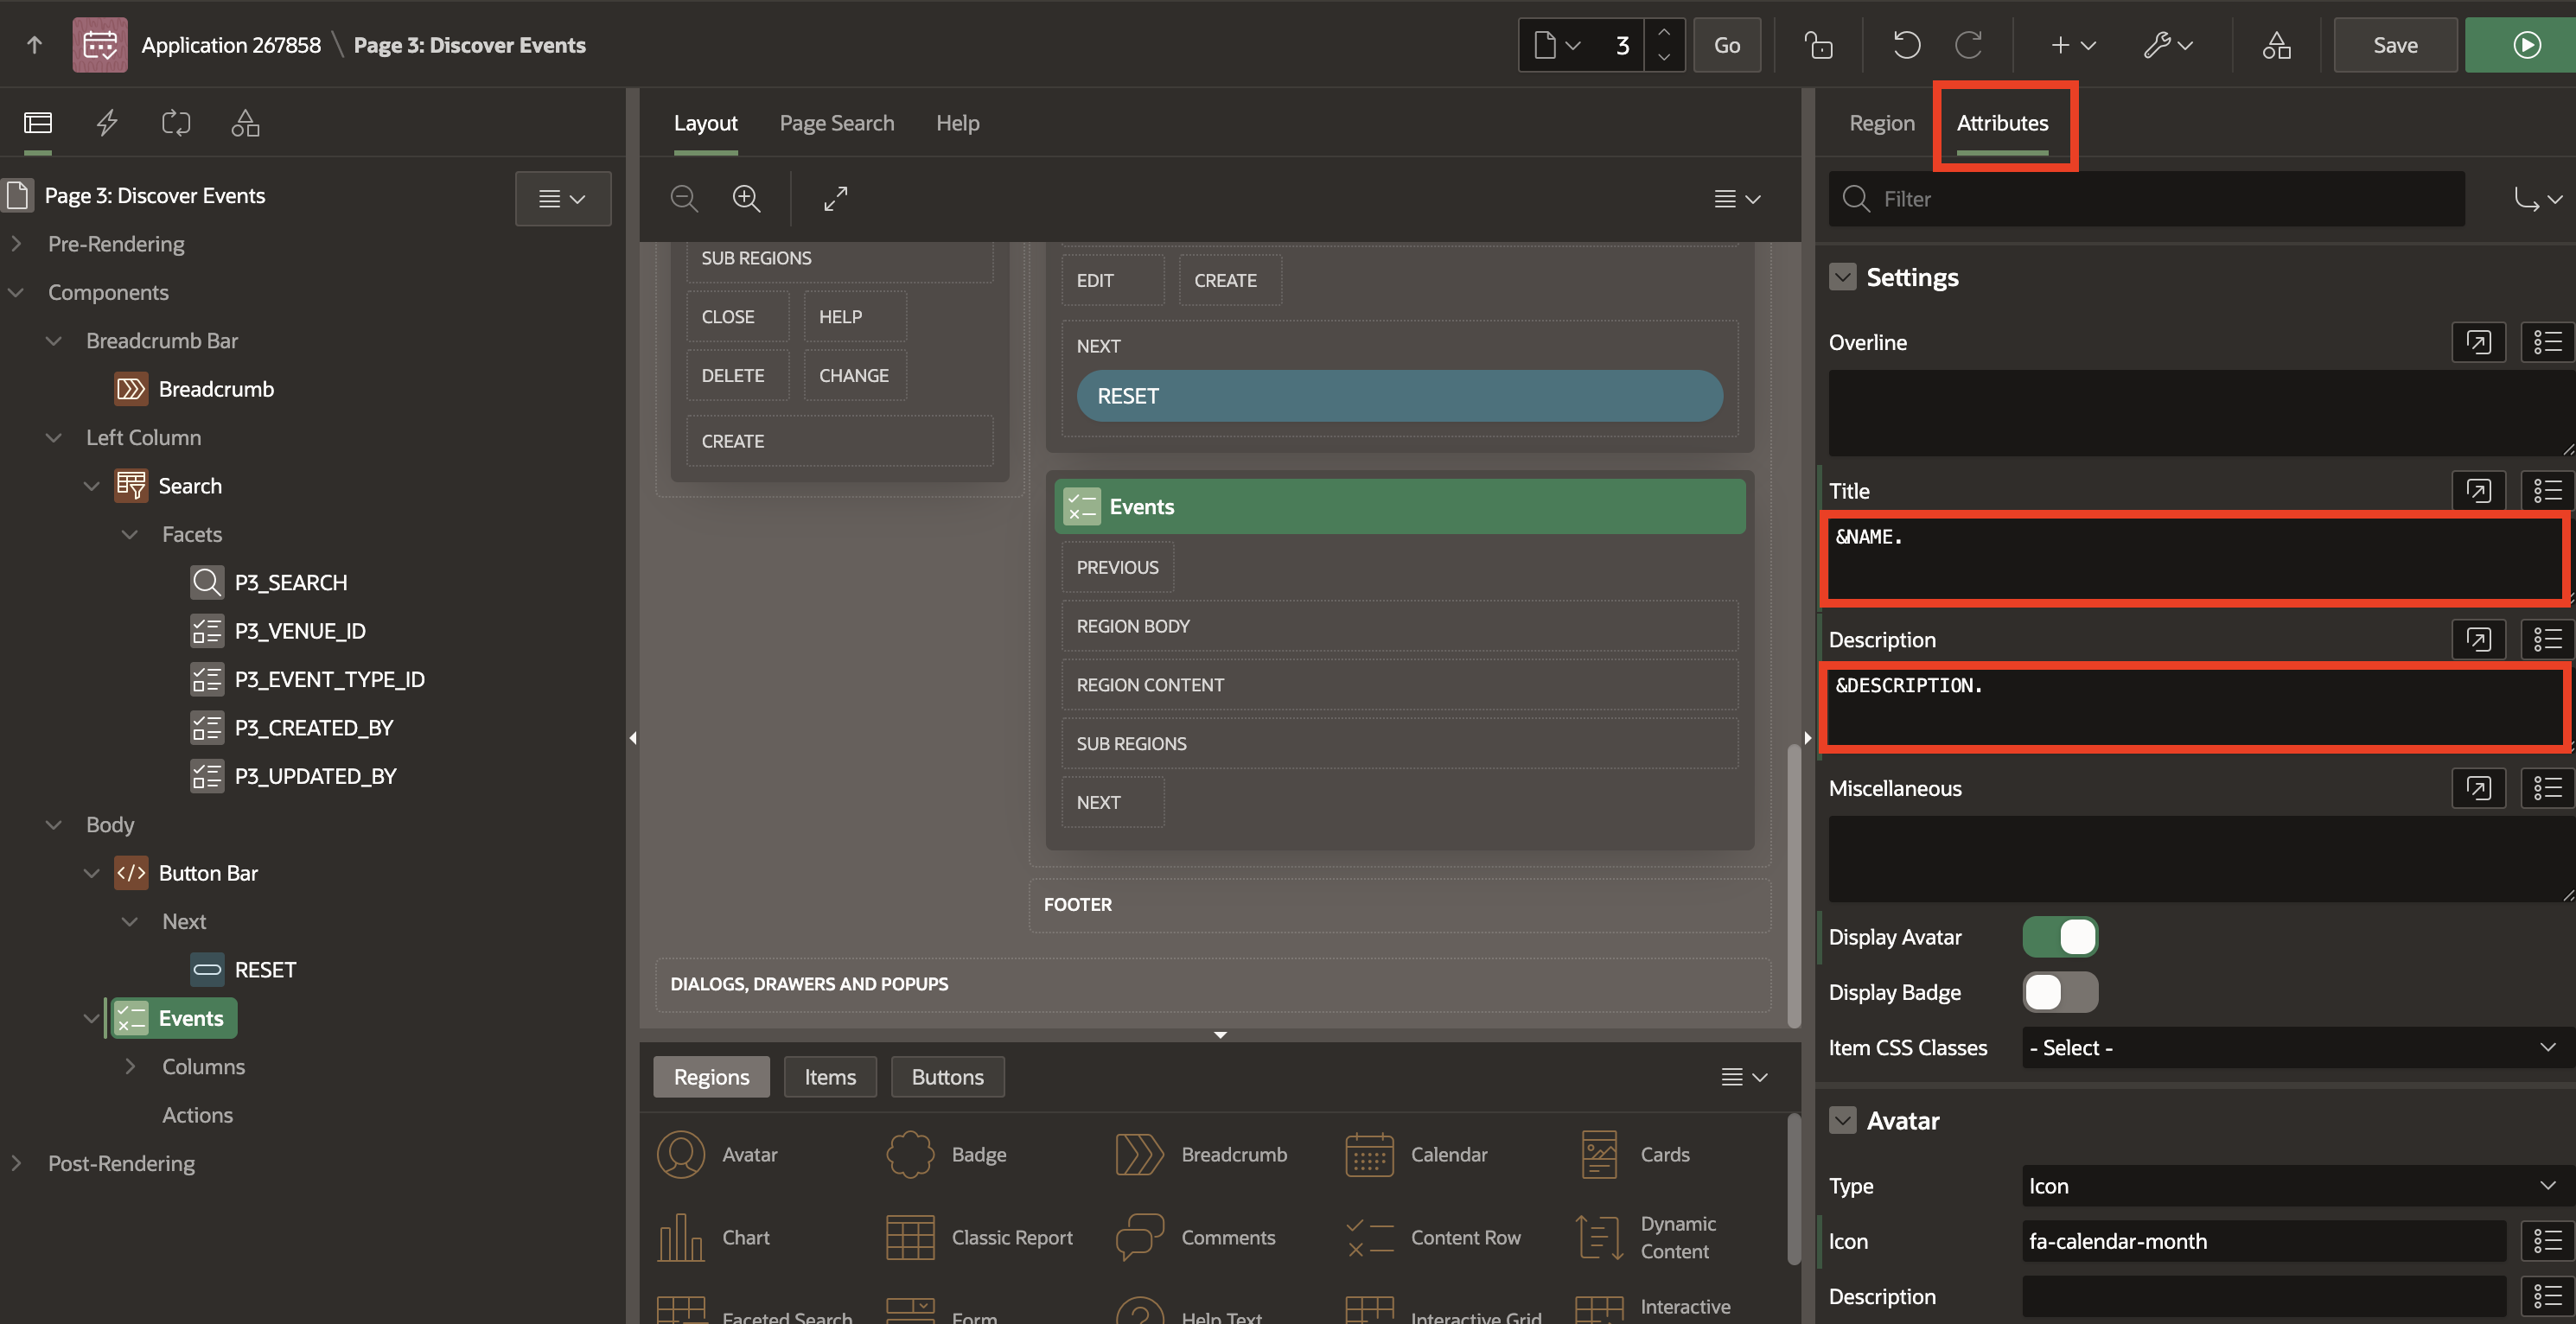 Application 267858 \ Page 3: Discover Events
3
Go
Save
Page 3: Discover Events
Pre-Rendering
Components
Breadcrumb Bar
Breadcrumb
Left Column
Search
Facets
P3_SEARCH
P3_VENUE_ID
P3_EVENT_TYPE_ID
P3_CREATED_BY
P3_UPDATED_BY
Body
Button Bar
Next
RESET
Events
Columns
Actions
Post-Rendering
Layout
Page Search
Help
SUB REGIONS
CLOSE
HELP
DELETE
CHANGE
CREATE
EDIT
CREATE
NEXT
RESET
Events
PREVIOUS
REGION BODY
REGION CONTENT
SUB REGIONS
NEXT
FOOTER
DIALOGS, DRAWERS AND POPUPS
Regions
Items
Buttons
Avatar
Badge
Breadcrumb
Calendar
Cards
Chart
Classic Report
Comments
Content Row
Dynamic
Content
Faceted Search
Form
Help Text
Interactive Grid
Interactive
Region
Attributes
Filter
Settings
Overline
Title
&NAME.
Description
&DESCRIPTION.
Miscellaneous
Display Avatar
Display Badge
Item CSS Classes
- Select -
Avatar
Type
Icon
Icon
fa-calendar-month
Description